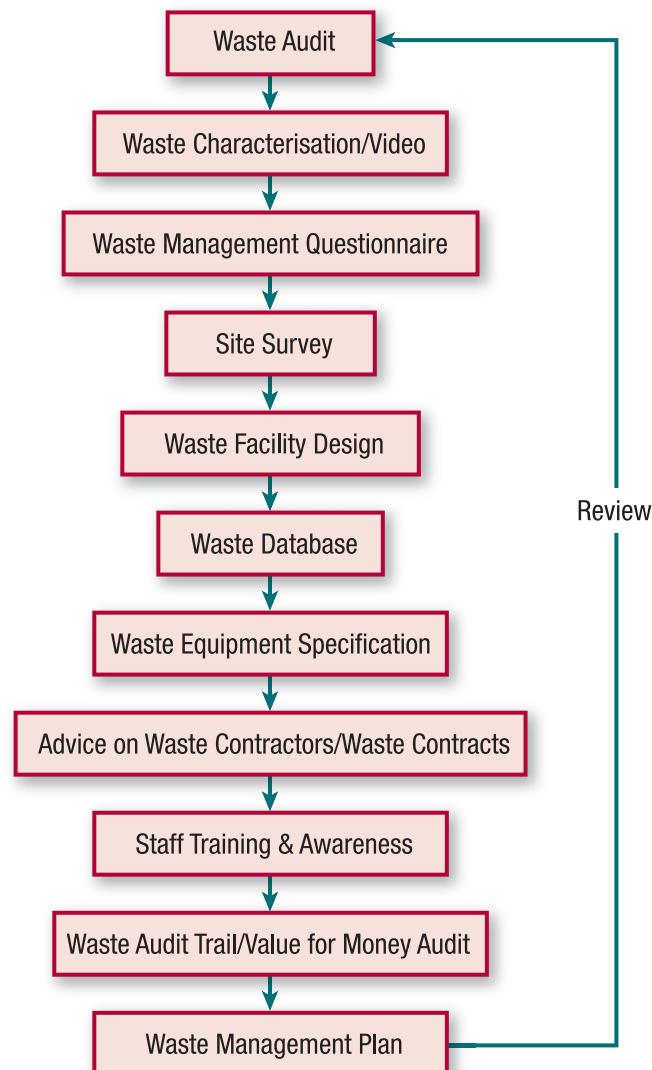 Waste Audit
Waste Characterisation/Video
Waste Management Questionnaire
Site Survey
Waste Facility Design
Review
Waste Database
Waste Equipment Specification
Advice on Waste Contractors/Waste Contracts
Staff Training & Awareness
Waste Audit Trail/Value for Money Audit
Waste Management Plan